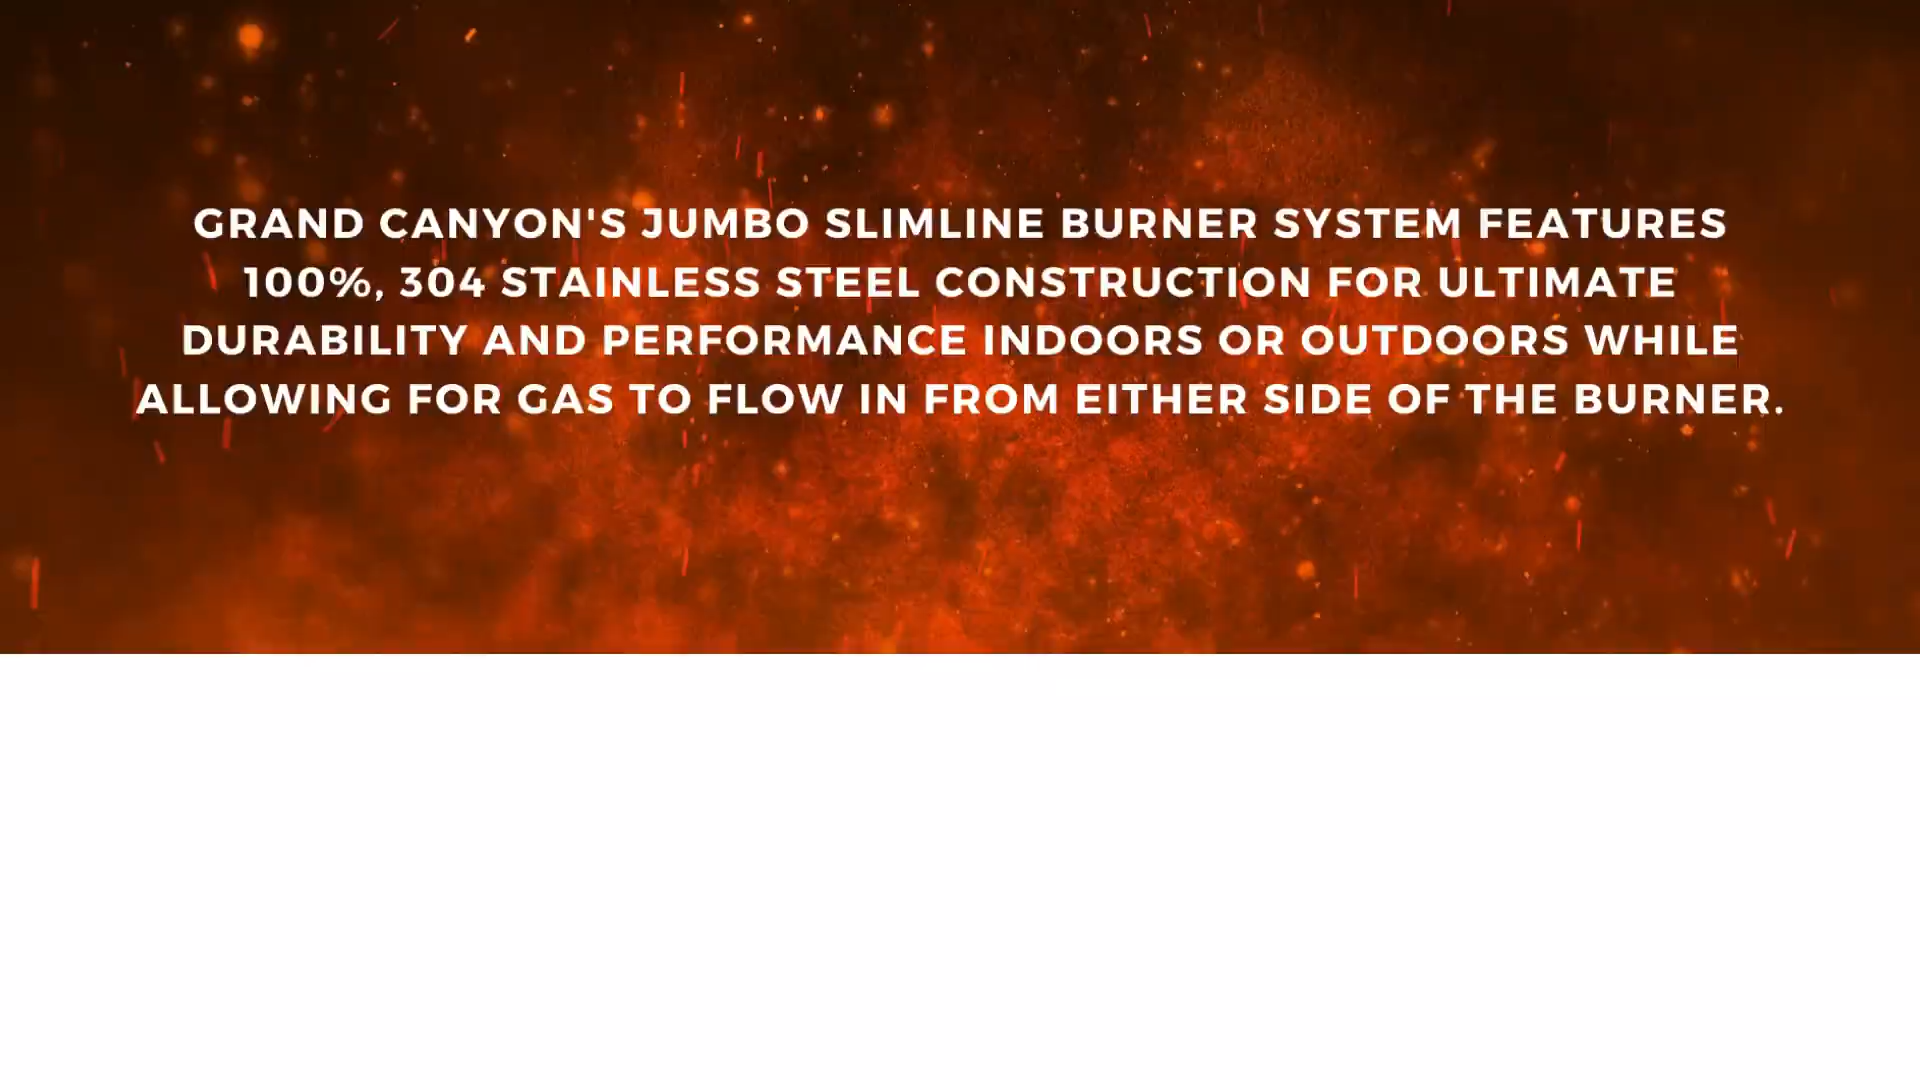 GRAND CANYON'S JUMBO SLIMLINE BURNER SYSTEM FEATURES
100%, 304 STAINLESS STEEL CONSTRUCTION FOR ULTIMATE
DURABILITY AND PERFORMANCE INDOORS OR OUTDOORS WHILE
ALLOWING FOR GAS TO FLOW IN FROM EITHER SIDE OF THE BURNER.